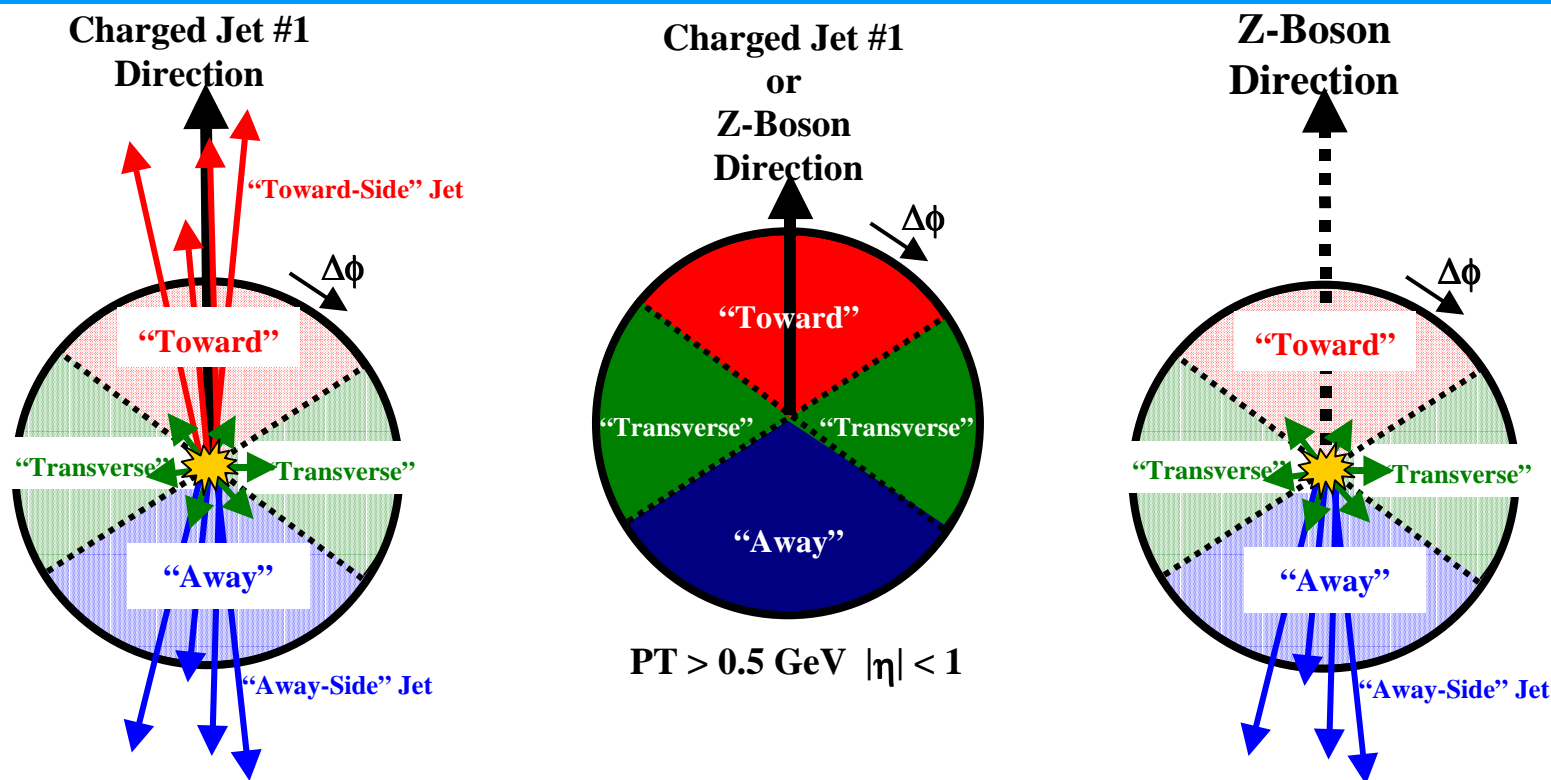 Charged Jet #1
Direction
“Toward-Side” Jet
Δϕ
“Toward”
“Transverse”
Transverse”
“Away”
“Away-Side” Jet
Charged Jet #1
or
Z-Boson
Direction
Δϕ
“Toward”
“Transverse”
“Transverse”
“Away”
PT > 0.5 GeV |η| < 1
Z-Boson
Direction
Δϕ
“Toward”
“Transverse”
Transverse”
“Away”
“Away-Side” Jet